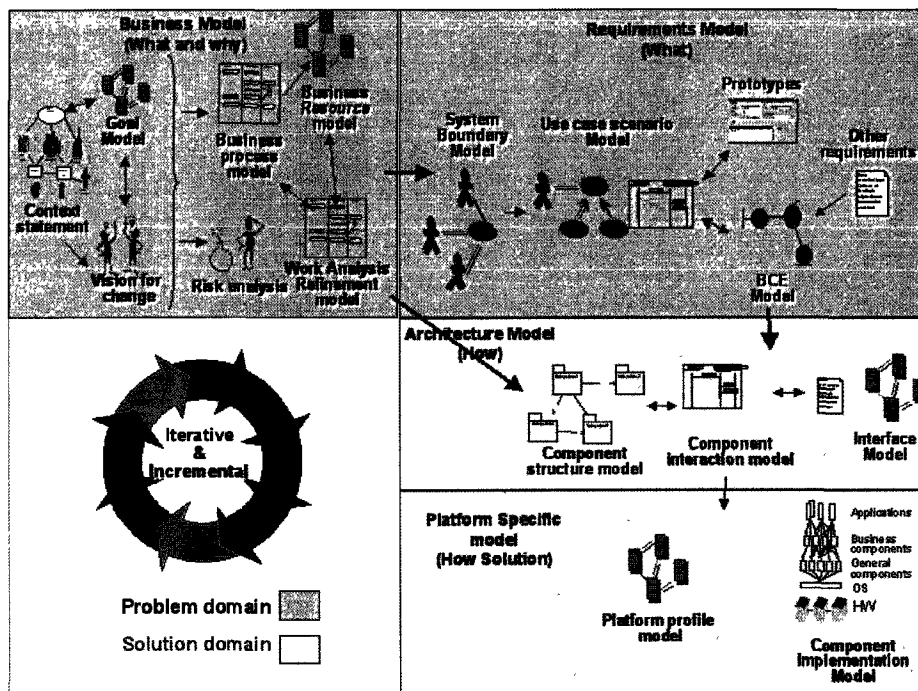 Business Model
(What and why)
Goal
Model
Context
statement
Vision for
change
Business
process model
Business
Resource
model
Risk analysis
Work Analysis
Refinement
model
Requirements Model
(What)
System
Boundary
Model
Use case scenario
Model
Prototypes
Other
requirements
BCE
Model
Architecture Model
(How)
Component
structure model
Component
interaction model
Interface
Model
Iterative
&
Incremental
Problem domain
Solution domain
Platform Specific
model
(How Solution)
Platform profile
model
Applications
Business
components
General
components
OS
HW
Component
Implementation
Model